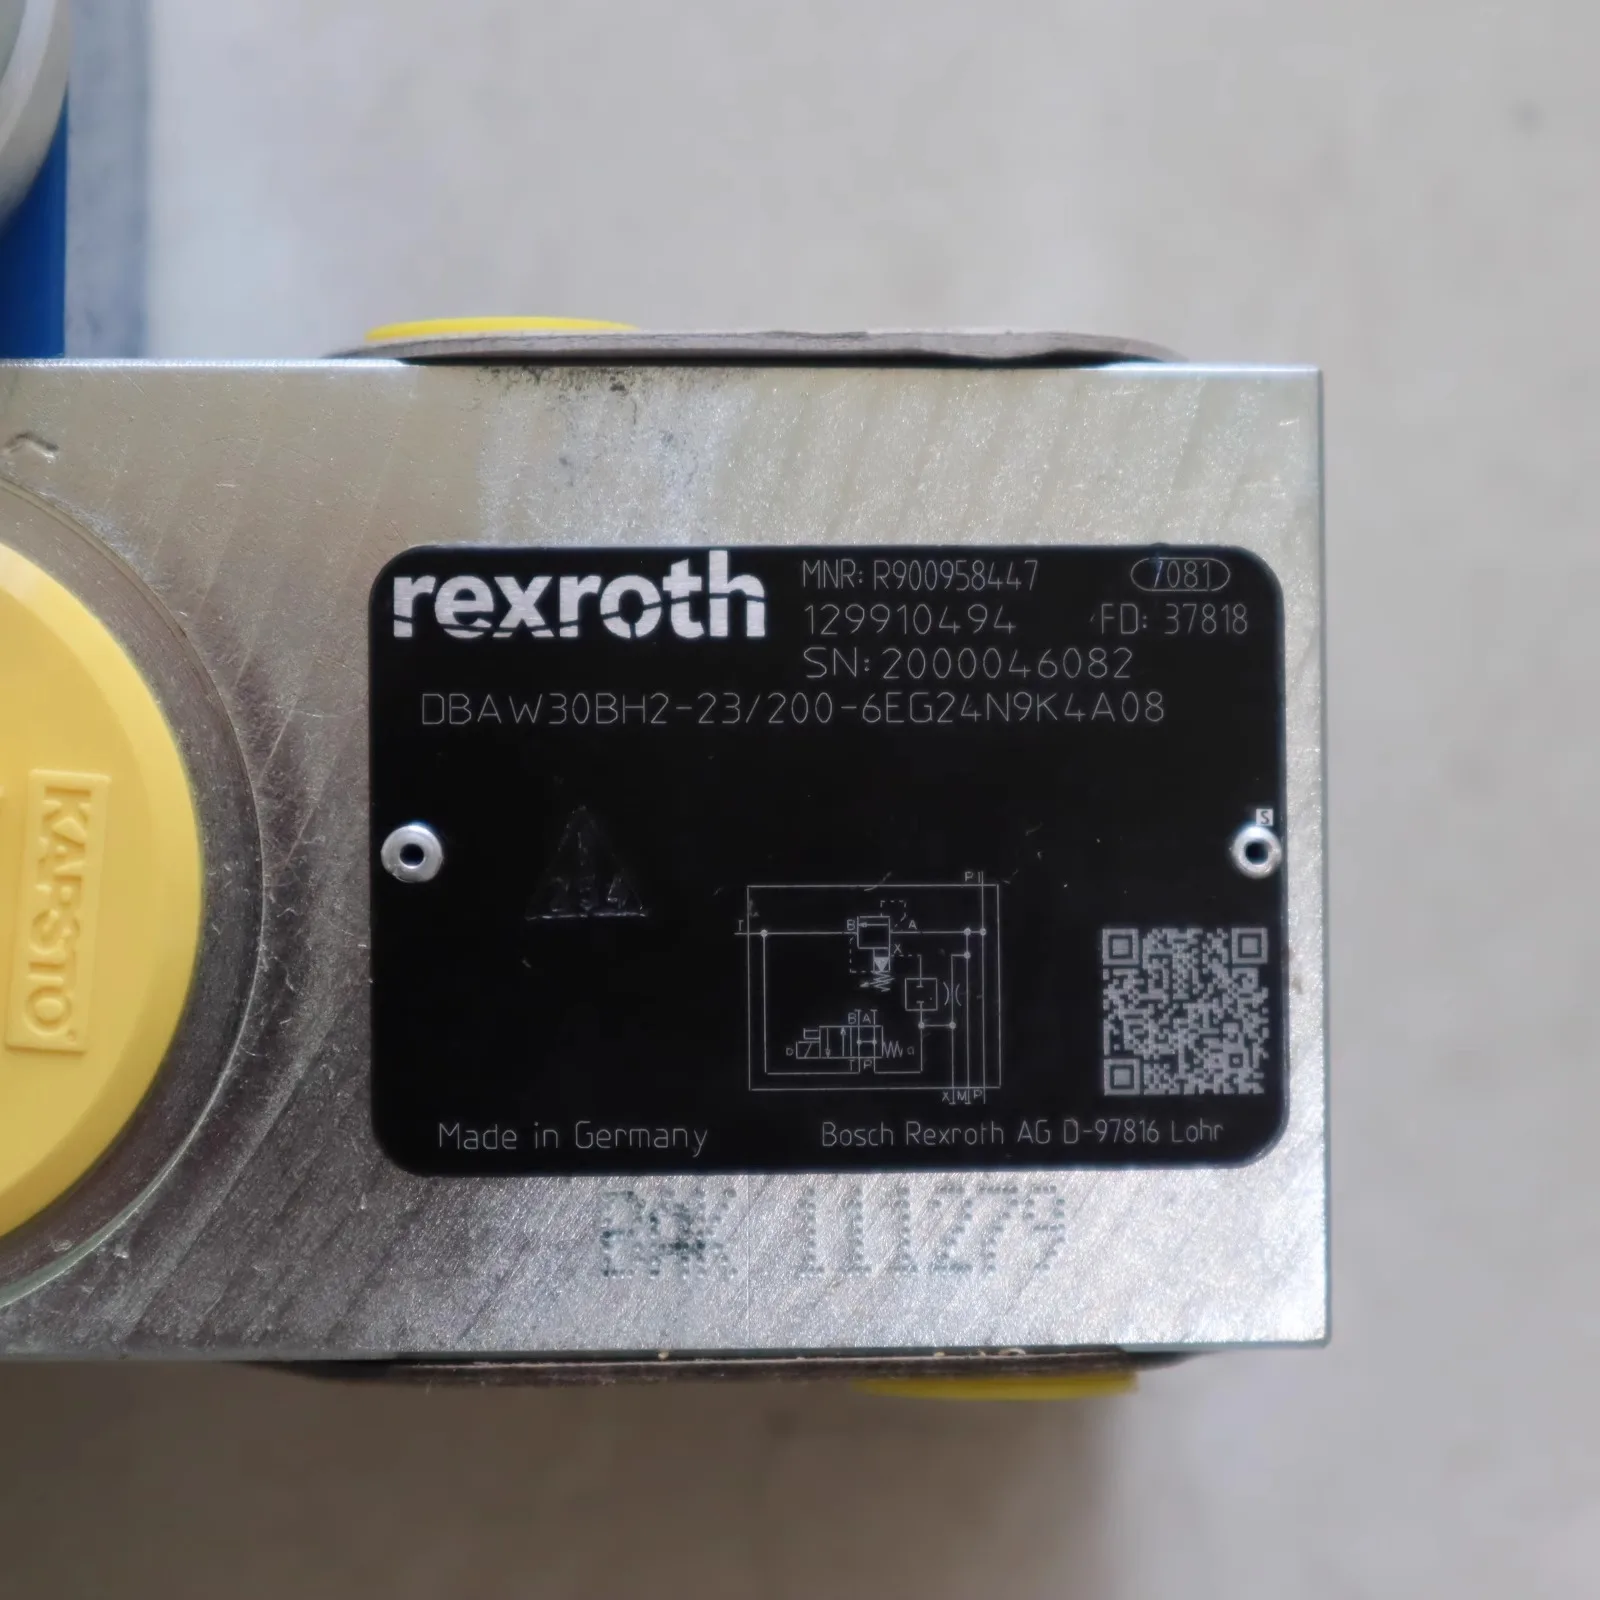 rexroth
MNR: R900958447
7081
129910494
FD: 37818
SN: 2000046082
DBAW30BH2-23/200-6EG24N9K4A08
S
P
T
B
A
X
B A
b
a
T P
X M P
Made in Germany
Bosch Rexroth AG D-97816 Lohr
111279
KAPSTO